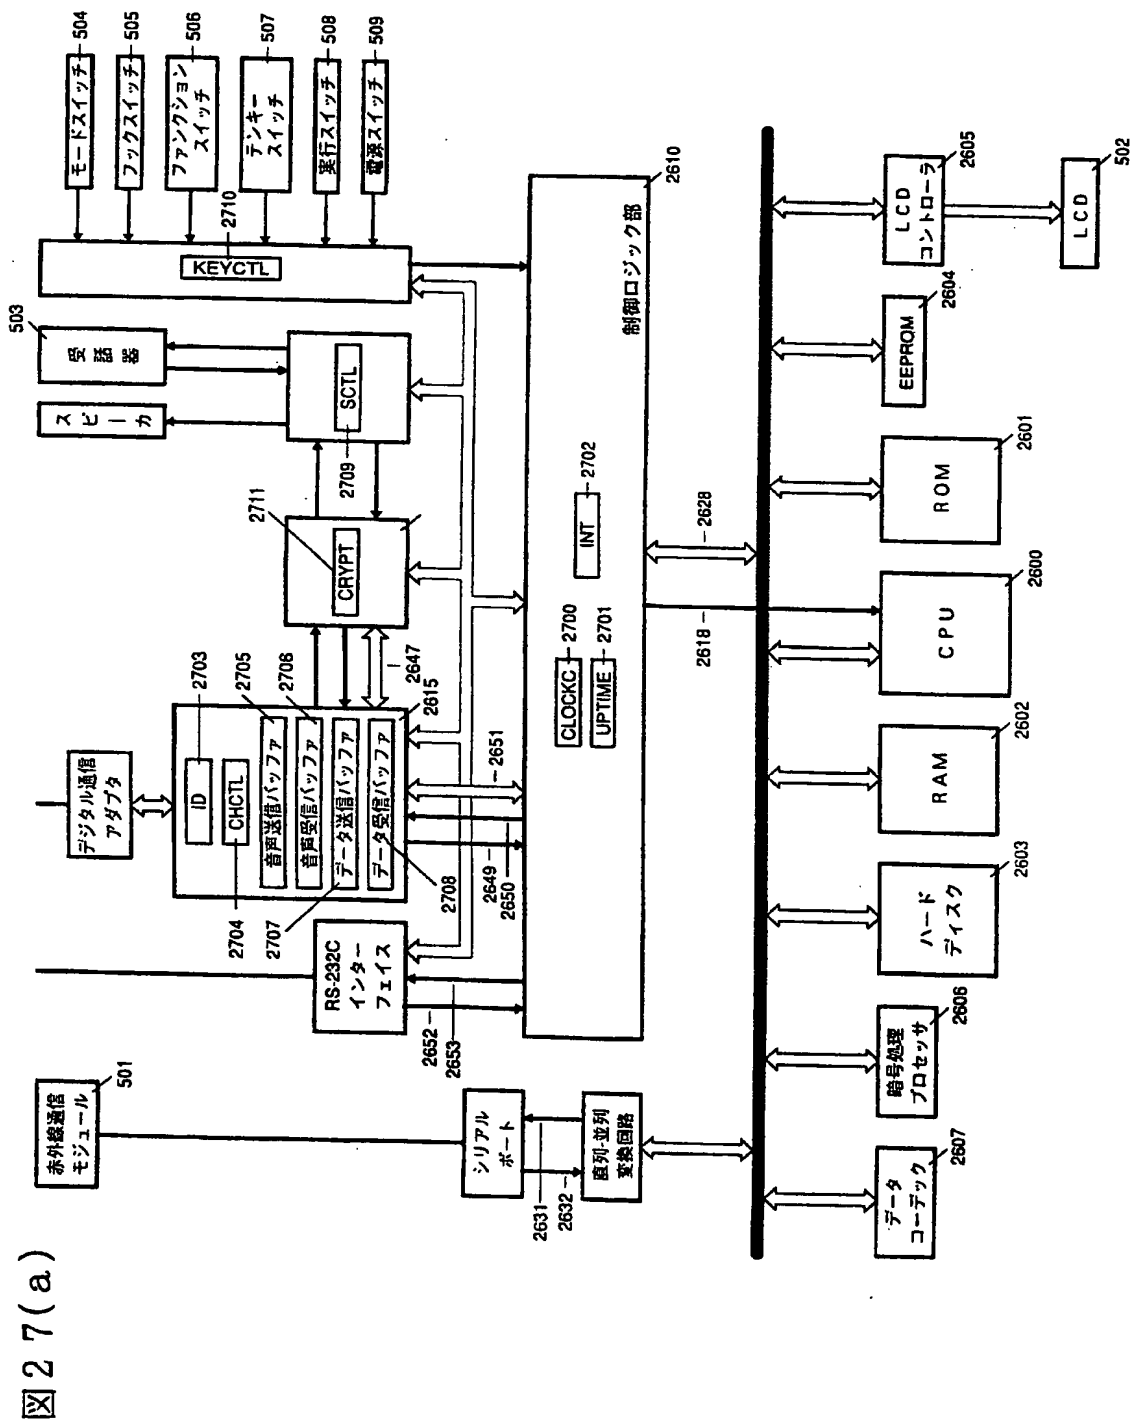 図27(a)
赤外線通信
モジュール
501
シリアル
ポート
2631
2632
直列-並列
変換回路
RS-232C
インター
フェイス
2652
2653
デジタル通信
アダプタ
ID
2703
CHCTL
2704
音声送信バッファ
2705
音声受信バッファ
2706
データ送信バッファ
2707
データ受信バッファ
2708
2615
2647
2649
2650
2651
CRYPT
2711
スピーカ
受話器
503
SCTL
2709
KEYCTL
2710
モードスイッチ
504
フックスイッチ
505
ファンクション
スイッチ
506
テンキー
スイッチ
507
実行スイッチ
508
電源スイッチ
509
制御ロジック部
2610
CLOCKC
2700
UPTIME
2701
INT
2702
2618
2628
データ
コーデック
2607
暗号処理
プロセッサ
2606
ハード
ディスク
2603
RAM
2602
CPU
2600
ROM
2601
EEPROM
2604
LCD
コントローラ
2605
LCD
502